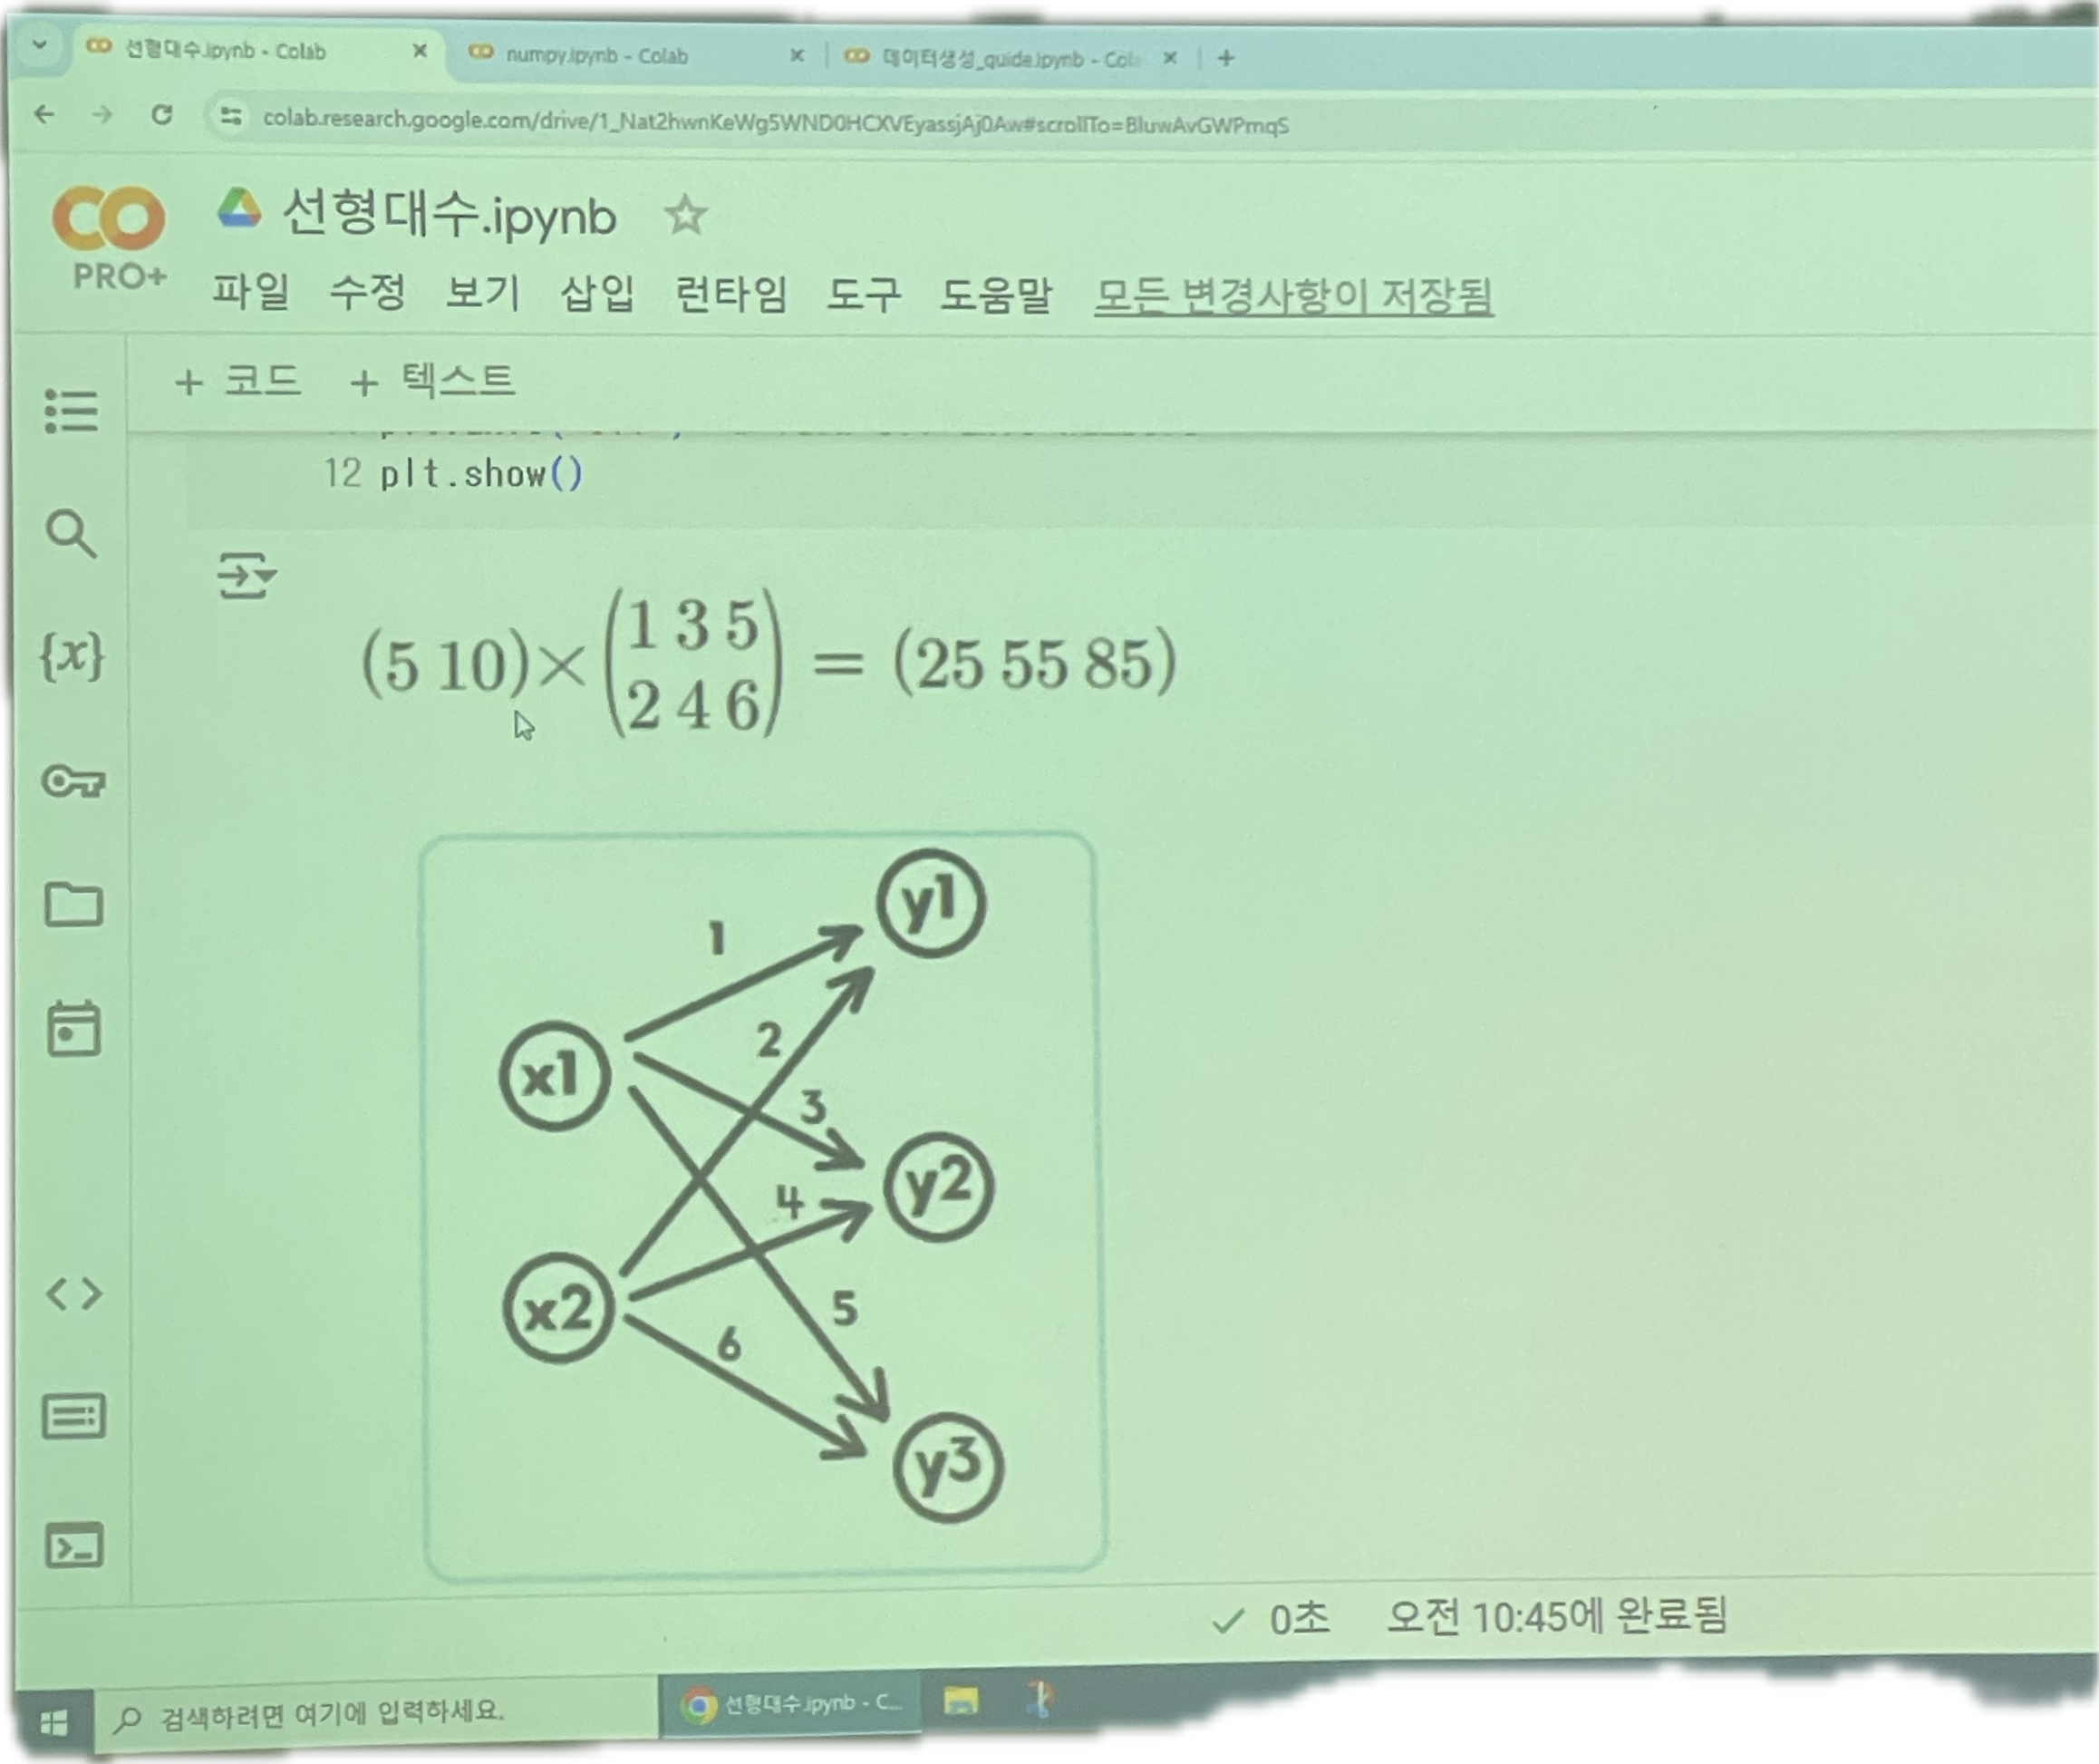 선형대수.ipynb - Colab
numpy.ipynb - Colab
데이터생성_guide.ipynb - Col
colab.research.google.com/drive/1_Nat2hwnKeWg5WND0HCXVEyassjAj0Aw#scrollTo=BluwAvGWPmqS
CO
PRO+
선형대수.ipynb
파일 수정 보기 삽입 런타임 도구 도움말 모든 변경사항이 저장됨
+ 코드 + 텍스트
12 plt.show()
{x}
(5 10)×(1 3 5
2 4 6) = (25 55 85)
y1
1
x1
2
3
y2
4
x2
5
6
y3
0초 오전 10:45에 완료됨
검색하려면 여기에 입력하세요.
선형대수.ipynb - C...